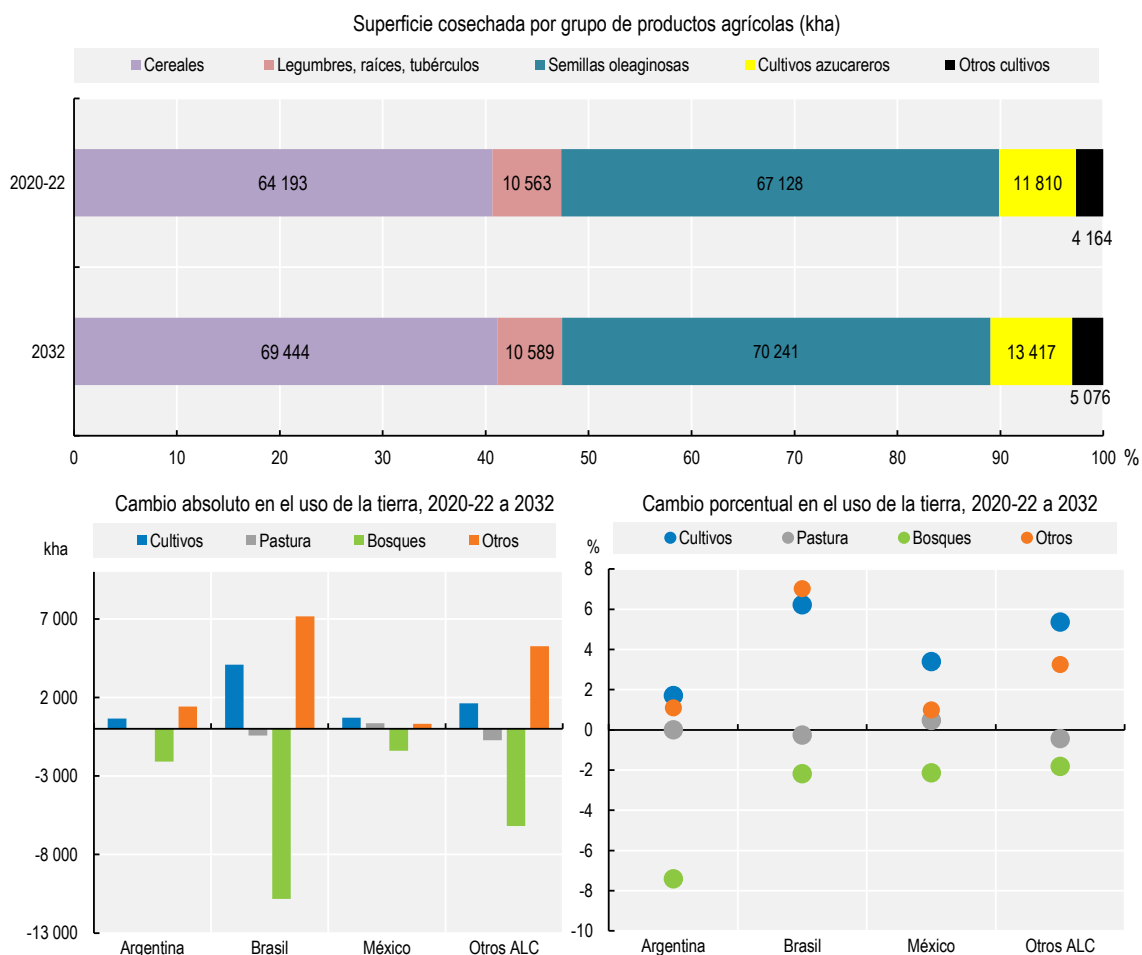 Superficie cosechada por grupo de productos agrícolas (kha)
Cereales Legumbres, raíces, tubérculos Semillas oleaginosas Cultivos azucareros Otros cultivos
2020-22 64 193 10 563 67 128 11 810
4 164
2032 69 444 10 589 70 241 13 417
5 076
0 10 20 30 40 50 60 70 80 90 100 %
Cambio absoluto en el uso de la tierra, 2020-22 a 2032
kha
Cultivos Pastura Bosques Otros
7 000
2 000
-3 000
-8 000
-13 000
Argentina Brasil México Otros ALC
Cambio porcentual en el uso de la tierra, 2020-22 a 2032
%
Cultivos Pastura Bosques Otros
8
6
4
2
0
-2
-4
-6
-8
-10
Argentina Brasil México Otros ALC